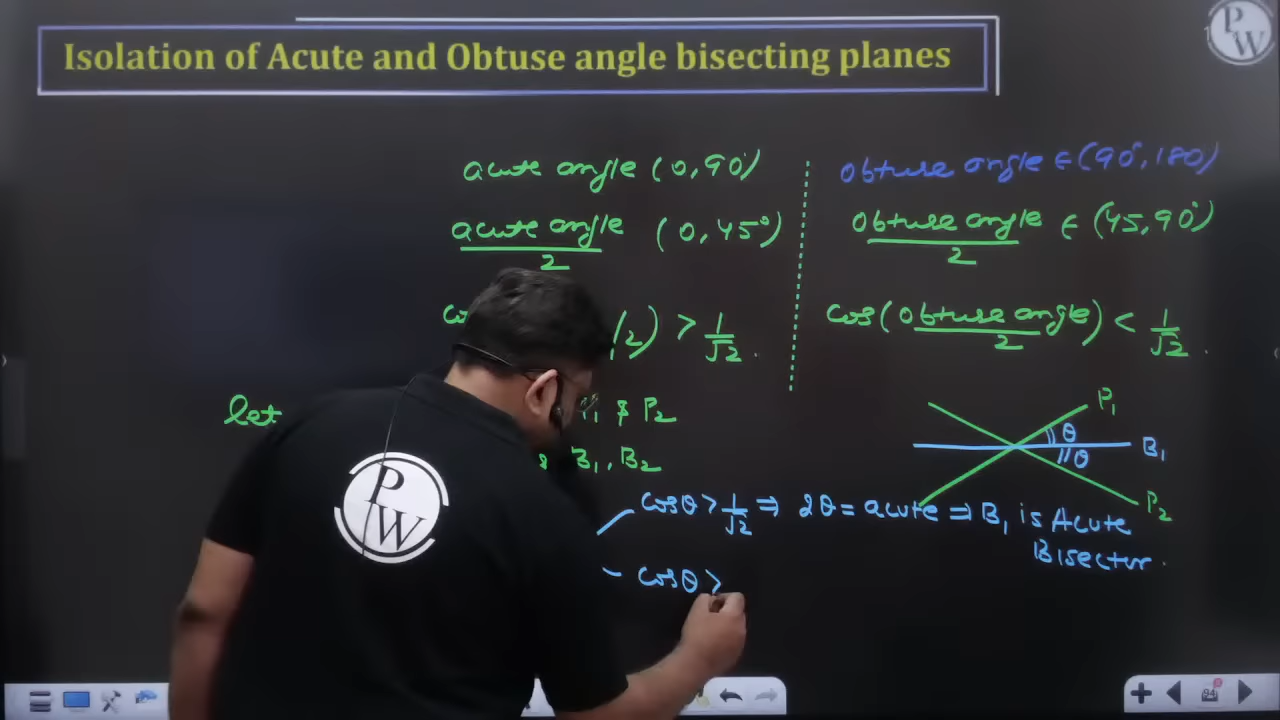 Isolation of Acute and Obtuse angle bisecting planes
PW
acute angle (0, 90°)
obtuse angle ∈ (90°, 180)
acute angle / 2 (0, 45°)
obtuse angle / 2 ∈ (45, 90°)
/2) > 1/√2 .
cos(obtuse angle / 2) < 1/√2 .
let
$ P2
B1, B2
P1
θ
B1
θ
P2
cosθ > 1/√2 ⇒ 2θ = acute ⇒ B1 is Acute
Bisector.
cosθ >
PW